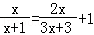 x/(x+1) = 2x/(3x+3) + 1